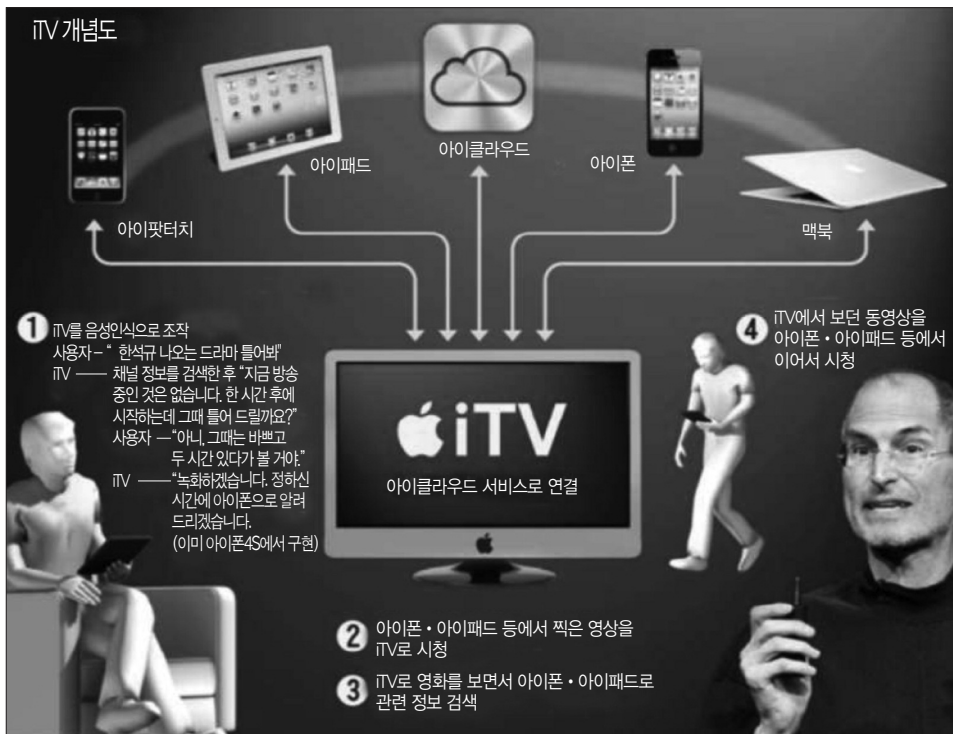 iTV 개념도
아이팟터치
아이패드
아이클라우드
아이폰
맥북
1 iTV를 음성인식으로 조작
사용자 – “ 한석규 나오는 드라마 틀어봐”
iTV —— 채널 정보를 검색한 후 “지금 방송
중인 것은 없습니다. 한 시간 후에
시작하는데 그때 틀어 드릴까요?”
사용자 —“아니, 그때는 바쁘고
두 시간 있다가 볼 거야.”
iTV ——“녹화하겠습니다. 정하신
시간에 아이폰으로 알려
드리겠습니다.
(이미 아이폰4S에서 구현)
iTV
아이클라우드 서비스로 연결
2 아이폰 • 아이패드 등에서 찍은 영상을
iTV로 시청
3 iTV로 영화를 보면서 아이폰 • 아이패드로
관련 정보 검색
4 iTV에서 보던 동영상을
아이폰 • 아이패드 등에서
이어서 시청